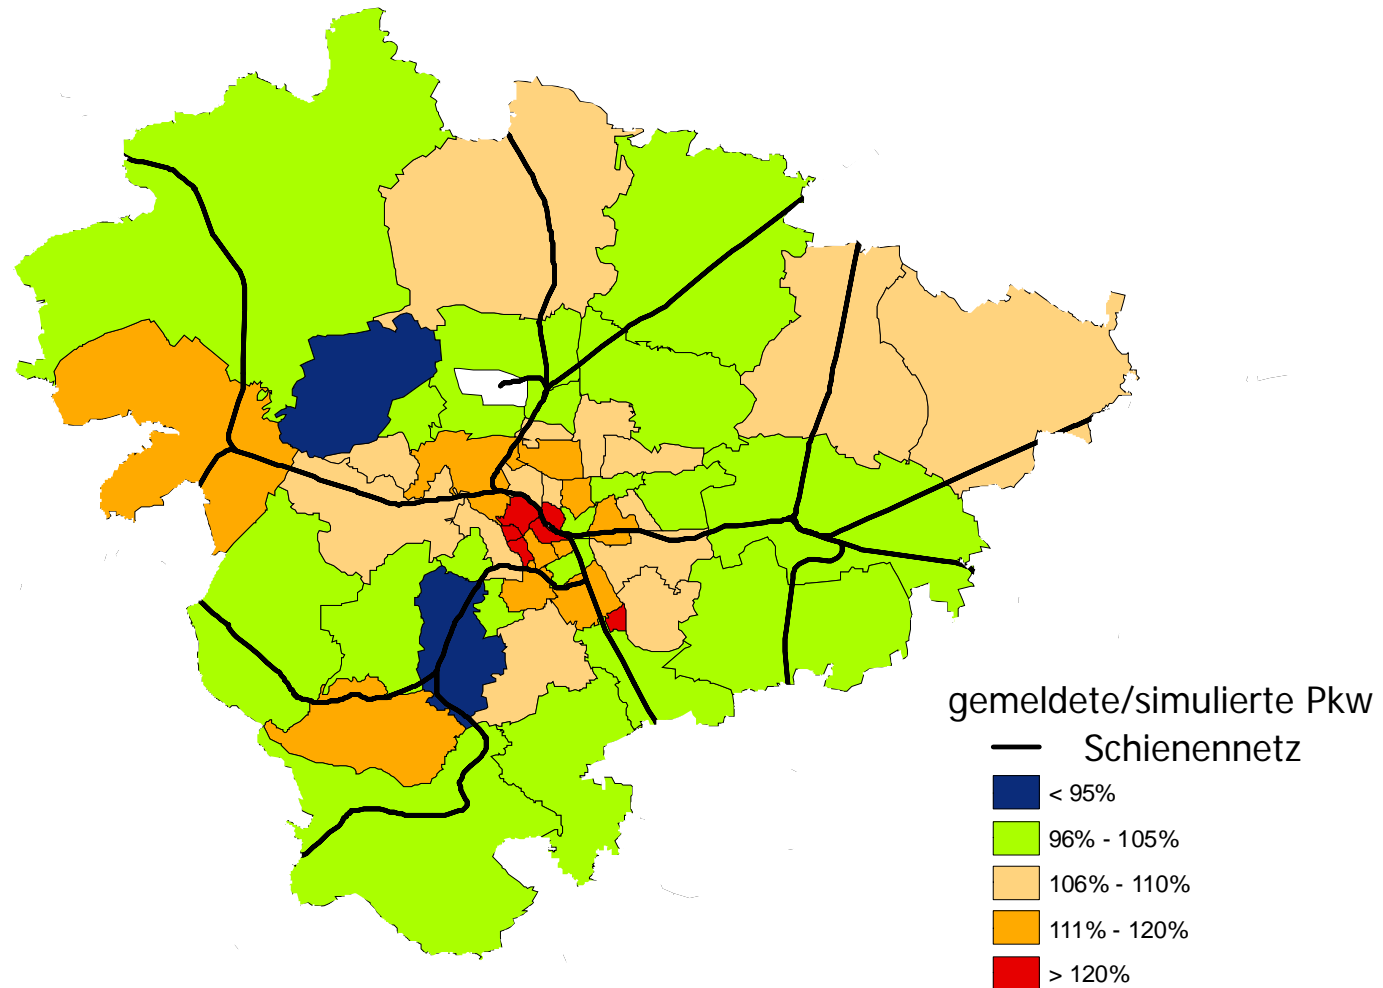 gemeldete/simulierte Pkw
Schienennetz
< 95%
96% - 105%
106% - 110%
111% - 120%
> 120%